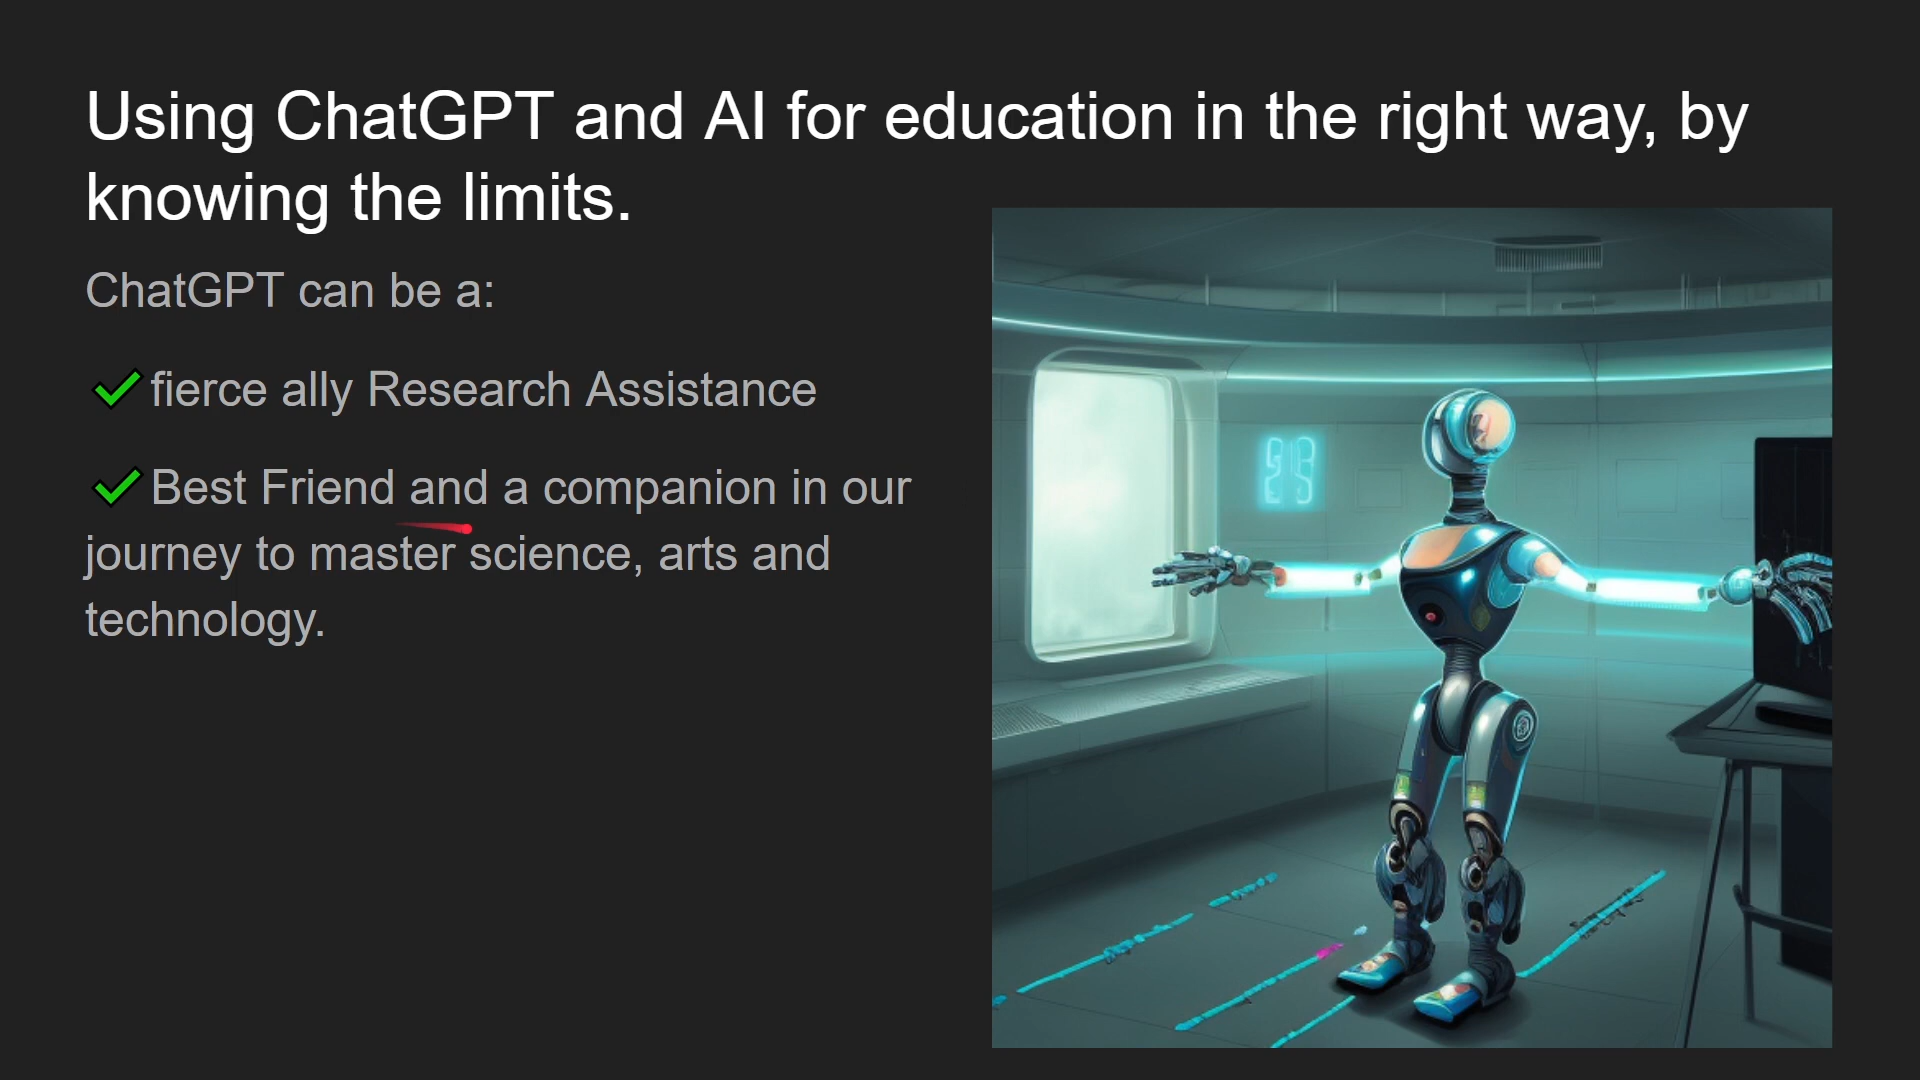 Using ChatGPT and AI for education in the right way, by
knowing the limits.
ChatGPT can be a:
✔fierce ally Research Assistance
✔Best Friend and a companion in our
journey to master science, arts and
technology.